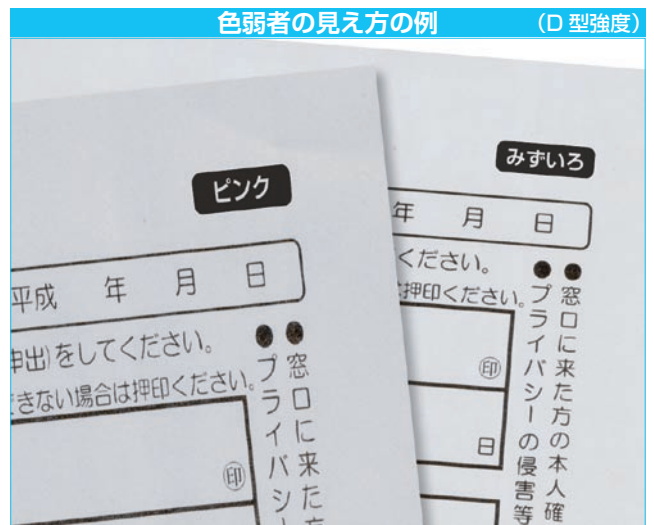 色弱者の見え方の例 （D型強度）
ピンク
平成 年 月 日
申出)をしてください。
できない場合は押印ください。
印
●プライバシー
●窓口に来た方
みずいろ
年 月 日
ください。
は押印ください。
印
日
●プライバシーの侵害等
●窓口に来た方の本人確